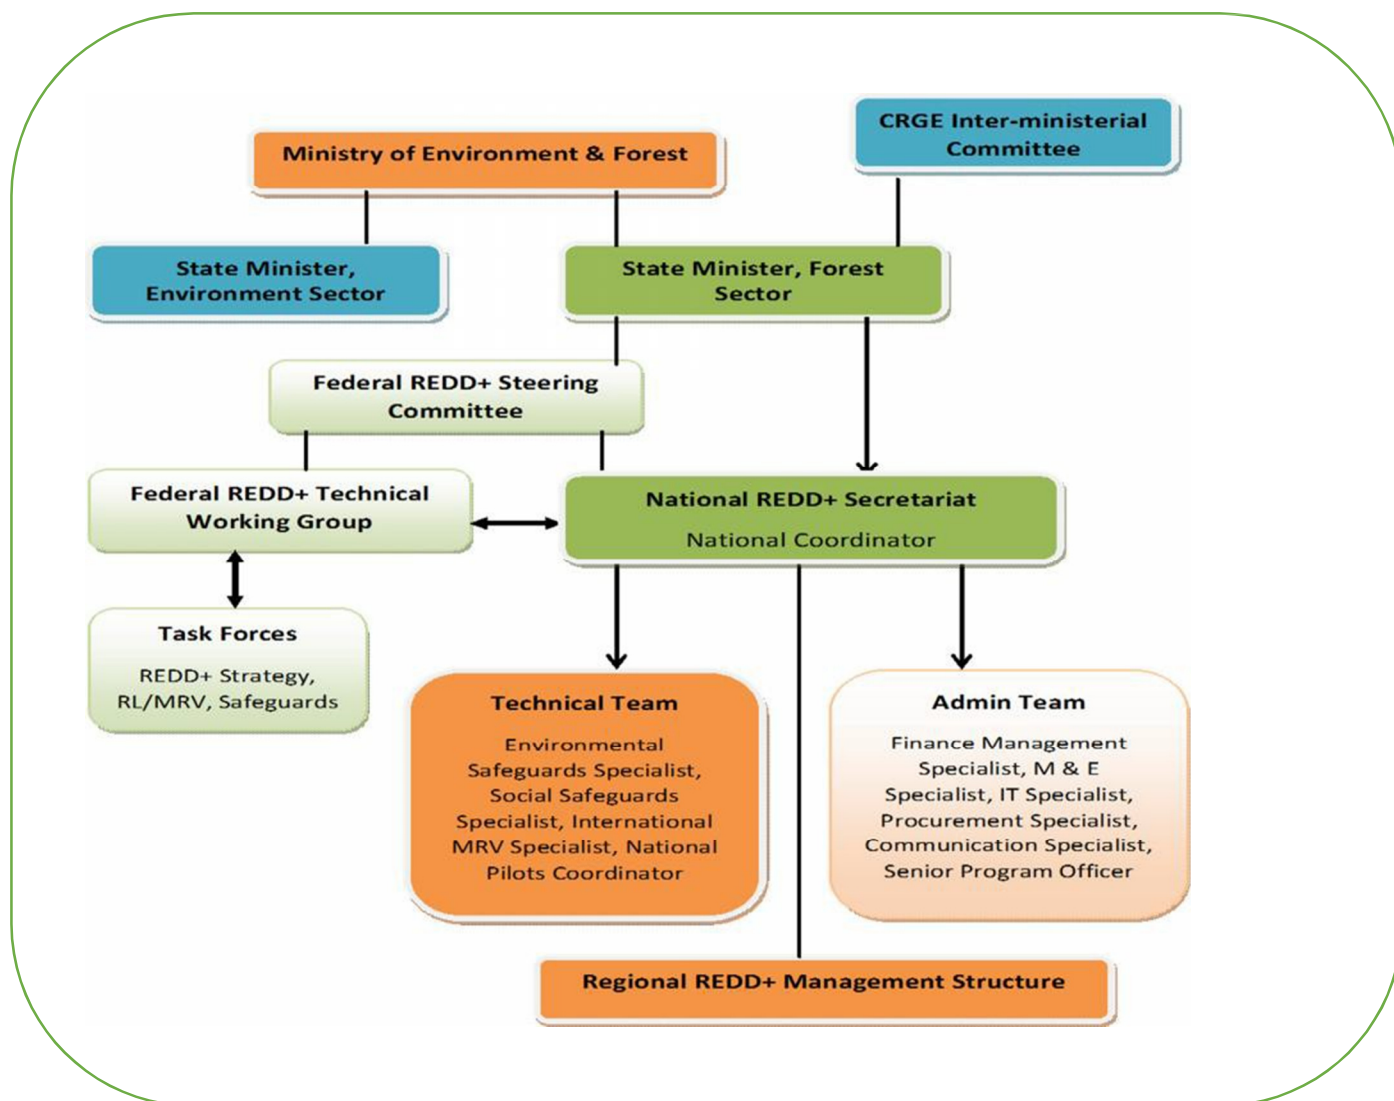 CRGE Inter-ministerial
Committee
Ministry of Environment & Forest
State Minister,
Environment Sector
State Minister, Forest
Sector
Federal REDD+ Steering
Committee
Federal REDD+ Technical
Working Group
National REDD+ Secretariat
National Coordinator
Task Forces
REDD+ Strategy,
RL/MRV, Safeguards
Technical Team
Environmental
Safeguards Specialist,
Social Safeguards
Specialist, International
MRV Specialist, National
Pilots Coordinator
Admin Team
Finance Management
Specialist, M & E
Specialist, IT Specialist,
Procurement Specialist,
Communication Specialist,
Senior Program Officer
Regional REDD+ Management Structure